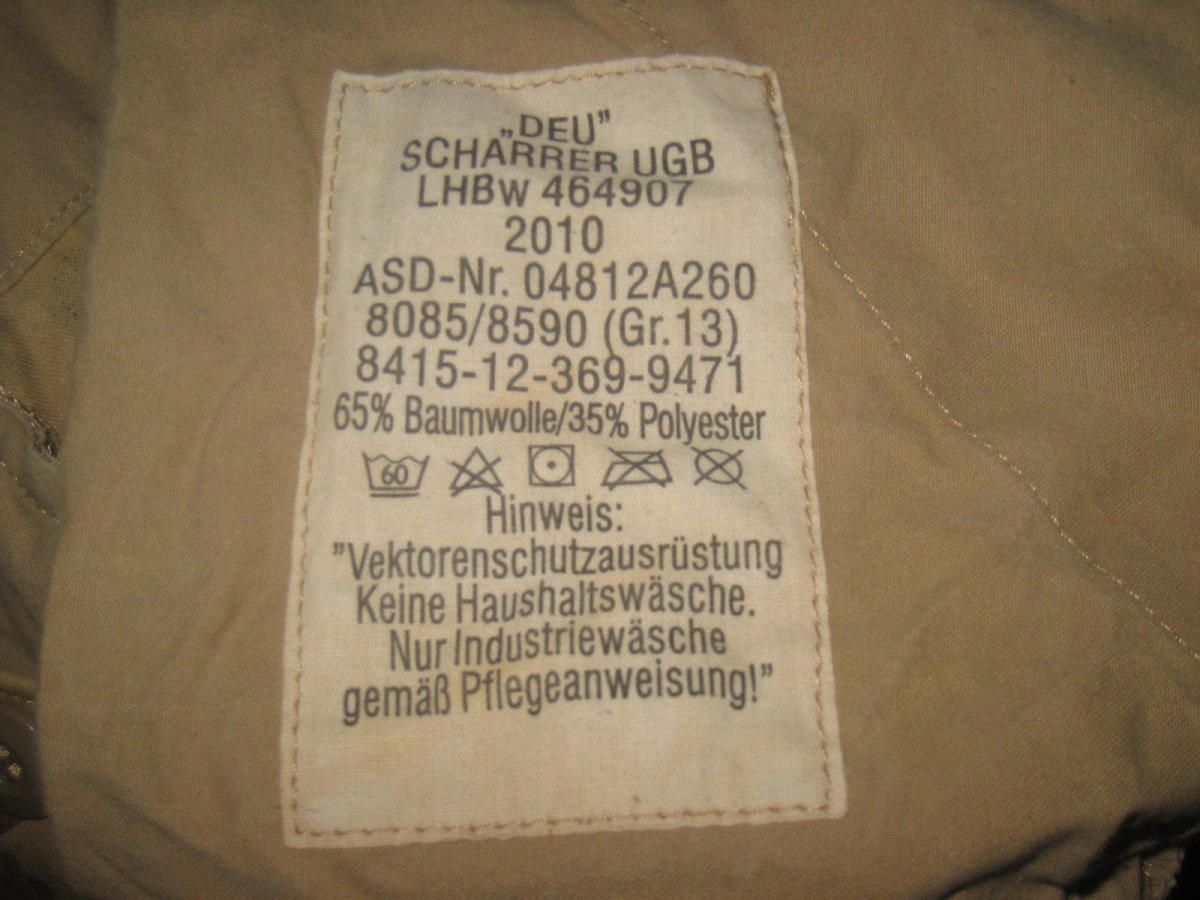 „DEU”
SCHARRER UGB
LHBw 464907
2010
ASD-Nr. 04812A260
8085/8590 (Gr.13)
8415-12-369-9471
65% Baumwolle/35% Polyester
60
Hinweis:
”Vektorenschutzausrüstung
Keine Haushaltswäsche.
Nur Industriewäsche
gemäß Pflegeanweisung!”